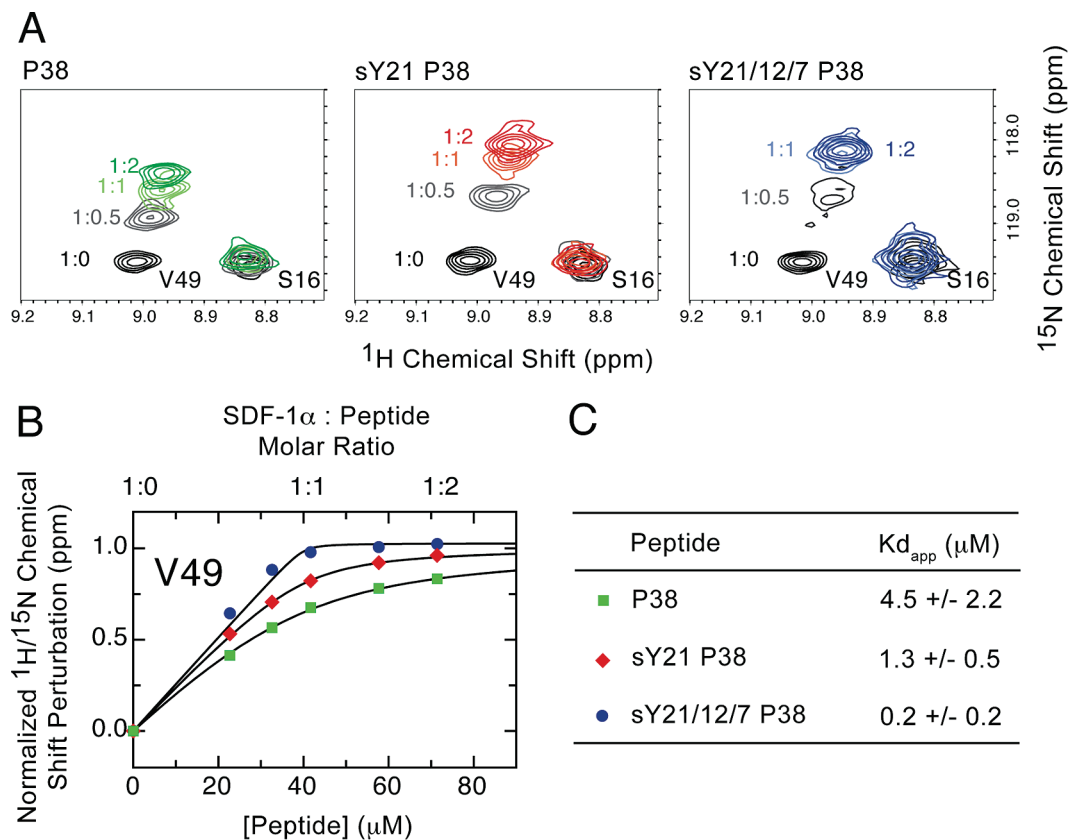 A
P38
sY21 P38
sY21/12/7 P38
1:2
1:1
1:0.5
1:0
V49
S16
1:2
1:1
1:0.5
1:0
V49
S16
1:1
1:2
1:0.5
1:0
V49
S16
118.0
119.0
15N Chemical Shift (ppm)
9.2 9.1 9.0 8.9 8.8
9.2 9.1 9.0 8.9 8.8
9.2 9.1 9.0 8.9 8.8
1H Chemical Shift (ppm)
B
SDF-1α : Peptide
Molar Ratio
1:0 1:1 1:2
Normalized 1H/15N Chemical
Shift Perturbation (ppm)
1.0
0.5
0.0
V49
0 20 40 60 80
[Peptide] (μM)
C
Peptide Kdapp (μM)
P38 4.5 +/- 2.2
sY21 P38 1.3 +/- 0.5
sY21/12/7 P38 0.2 +/- 0.2